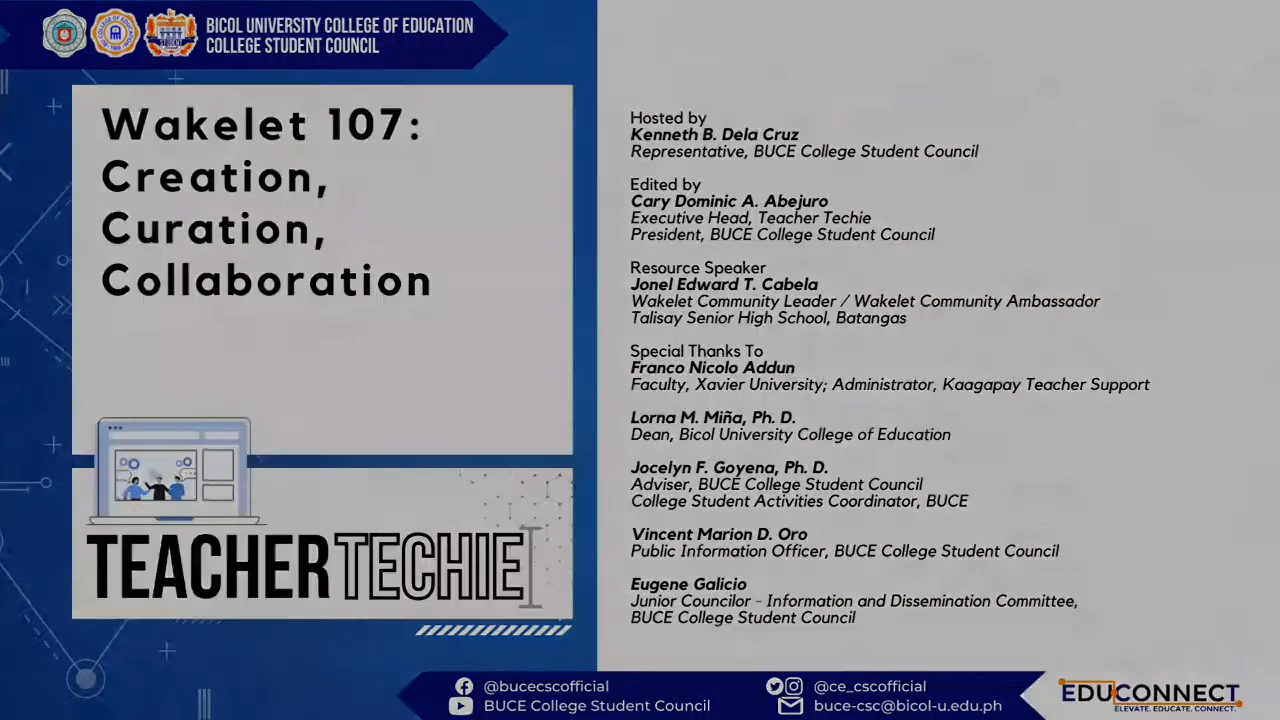 BICOL UNIVERSITY COLLEGE OF EDUCATION
COLLEGE STUDENT COUNCIL
Wakelet 107:
Creation,
Curation,
Collaboration
TEACHER TECHIE
Hosted by
Kenneth B. Dela Cruz
Representative, BUCE College Student Council
Edited by
Cary Dominic A. Abejuro
Executive Head, Teacher Techie
President, BUCE College Student Council
Resource Speaker
Jonel Edward T. Cabela
Wakelet Community Leader / Wakelet Community Ambassador
Talisay Senior High School, Batangas
Special Thanks To
Franco Nicolo Addun
Faculty, Xavier University; Administrator, Kaagapay Teacher Support
Lorna M. Miña, Ph. D.
Dean, Bicol University College of Education
Jocelyn F. Goyena, Ph. D.
Adviser, BUCE College Student Council
College Student Activities Coordinator, BUCE
Vincent Marion D. Oro
Public Information Officer, BUCE College Student Council
Eugene Galicio
Junior Councilor - Information and Dissemination Committee,
BUCE College Student Council
@bucecscofficial
BUCE College Student Council
@ce_cscofficial
buce-csc@bicol-u.edu.ph
EDUCONNECT
ELEVATE. EDUCATE. CONNECT.